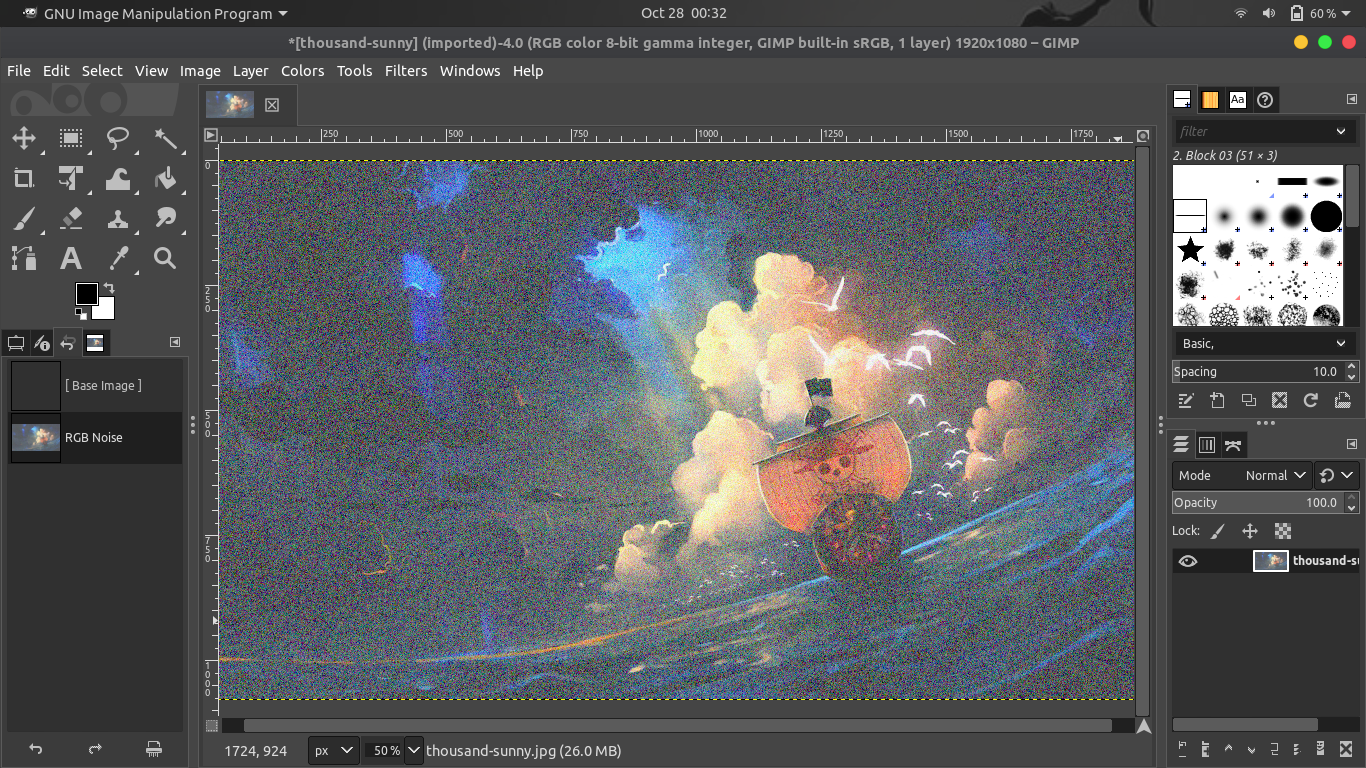 GNU Image Manipulation Program
Oct 28 00:32
60 %
*[thousand-sunny] (imported)-4.0 (RGB color 8-bit gamma integer, GIMP built-in sRGB, 1 layer) 1920x1080 – GIMP
File Edit Select View Image Layer Colors Tools Filters Windows Help
250 500 750 1000 1250 1500 1750
0
250
500
750
1000
A
[ Base Image ]
RGB Noise
1724, 924
px
50 %
thousand-sunny.jpg (26.0 MB)
Aa
filter
2. Block 03 (51 × 3)
Basic,
Spacing 10.0
Mode Normal
Opacity 100.0
Lock:
thousand-su